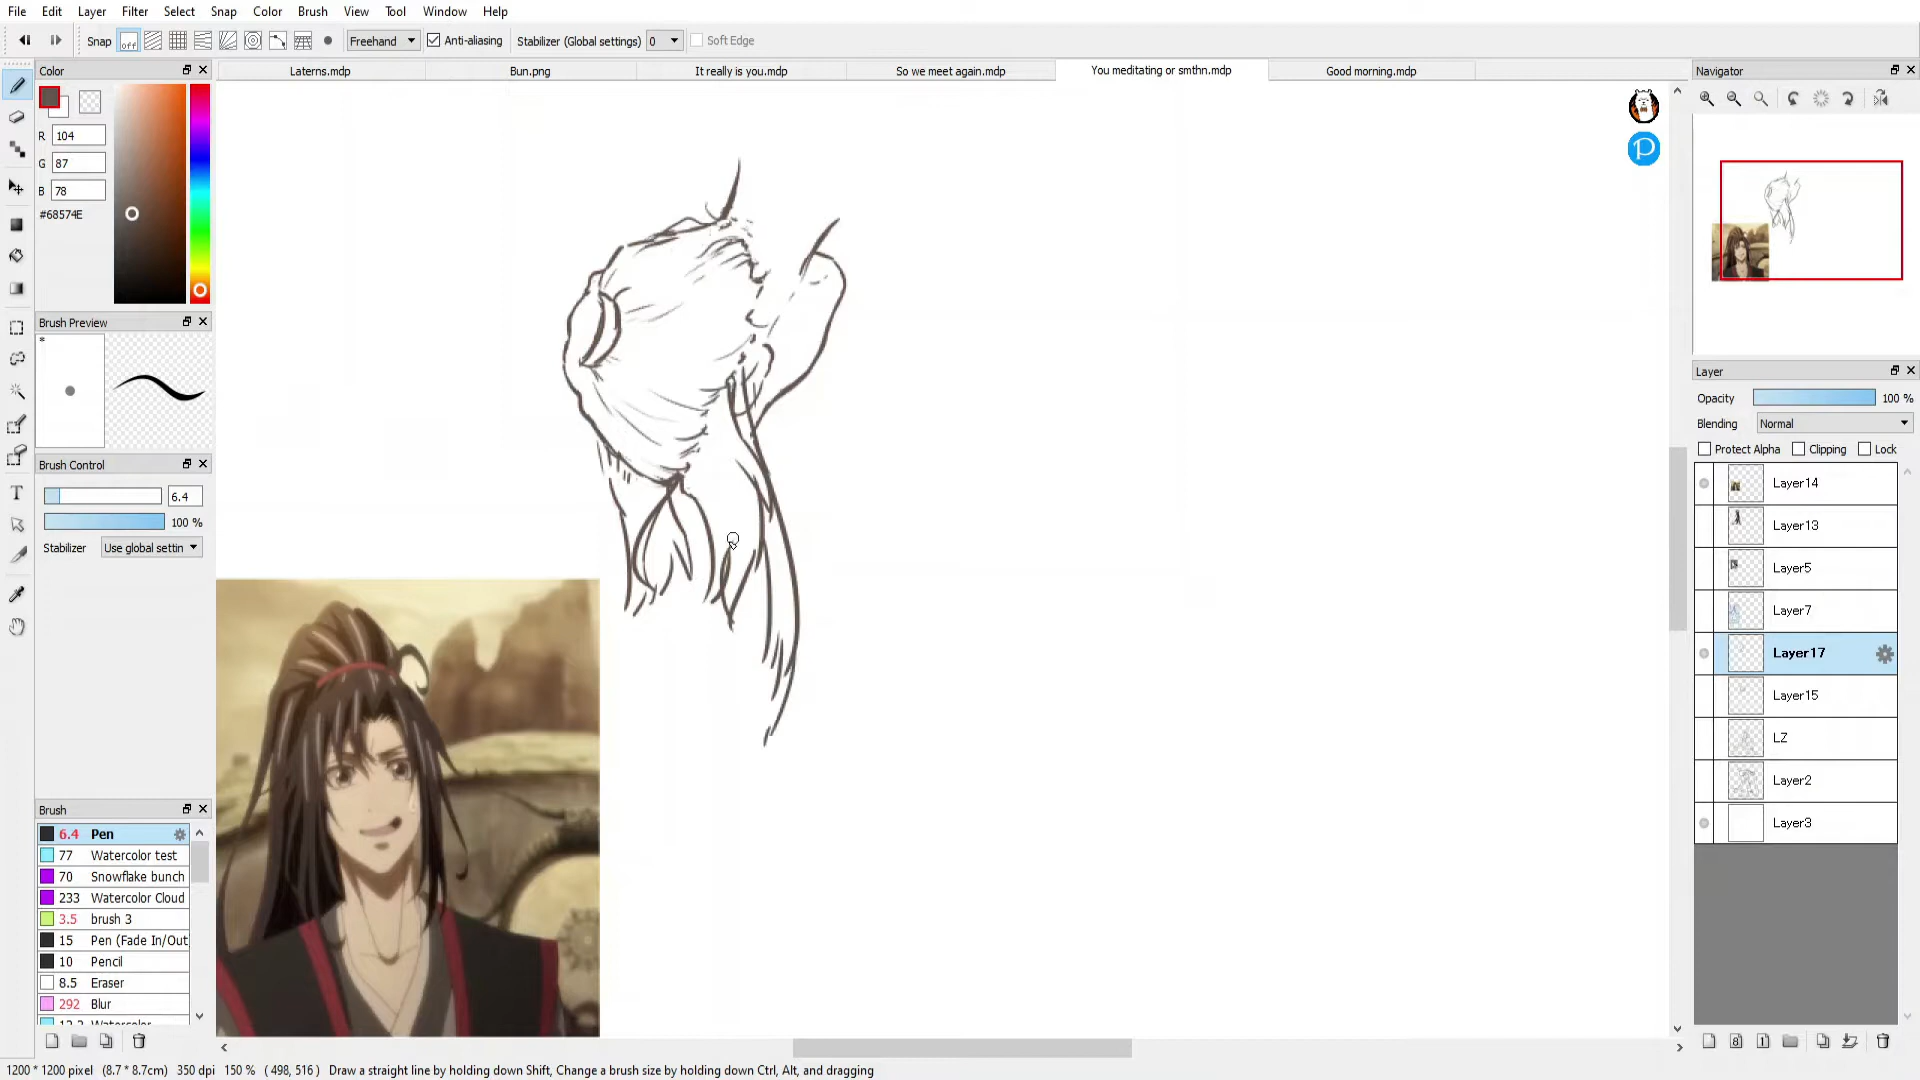 File Edit Layer Filter Select Snap Color Brush View Tool Window Help
Snap off Freehand Anti-aliasing Stabilizer (Global settings) 0 Soft Edge
Color
Laterns.mdp Bun.png It really is you.mdp So we meet again.mdp You meditating or smthn.mdp Good morning.mdp
Navigator
R 104
G 87
B 78
#68574E
Brush Preview
*
Brush Control
6.4
100 %
Stabilizer Use global settin
Brush
6.4 Pen
77 Watercolor test
70 Snowflake bunch
233 Watercolor Cloud
3.5 brush 3
15 Pen (Fade In/Out
10 Pencil
8.5 Eraser
292 Blur
12.2 Watercolor
P
Layer
Opacity 100 %
Blending Normal
Protect Alpha Clipping Lock
Layer14
Layer13
Layer5
Layer7
Layer17
Layer15
LZ
Layer2
Layer3
8 1
T
1200 * 1200 pixel (8.7 * 8.7cm) 350 dpi 150 % ( 498, 516 ) Draw a straight line by holding down Shift, Change a brush size by holding down Ctrl, Alt, and dragging